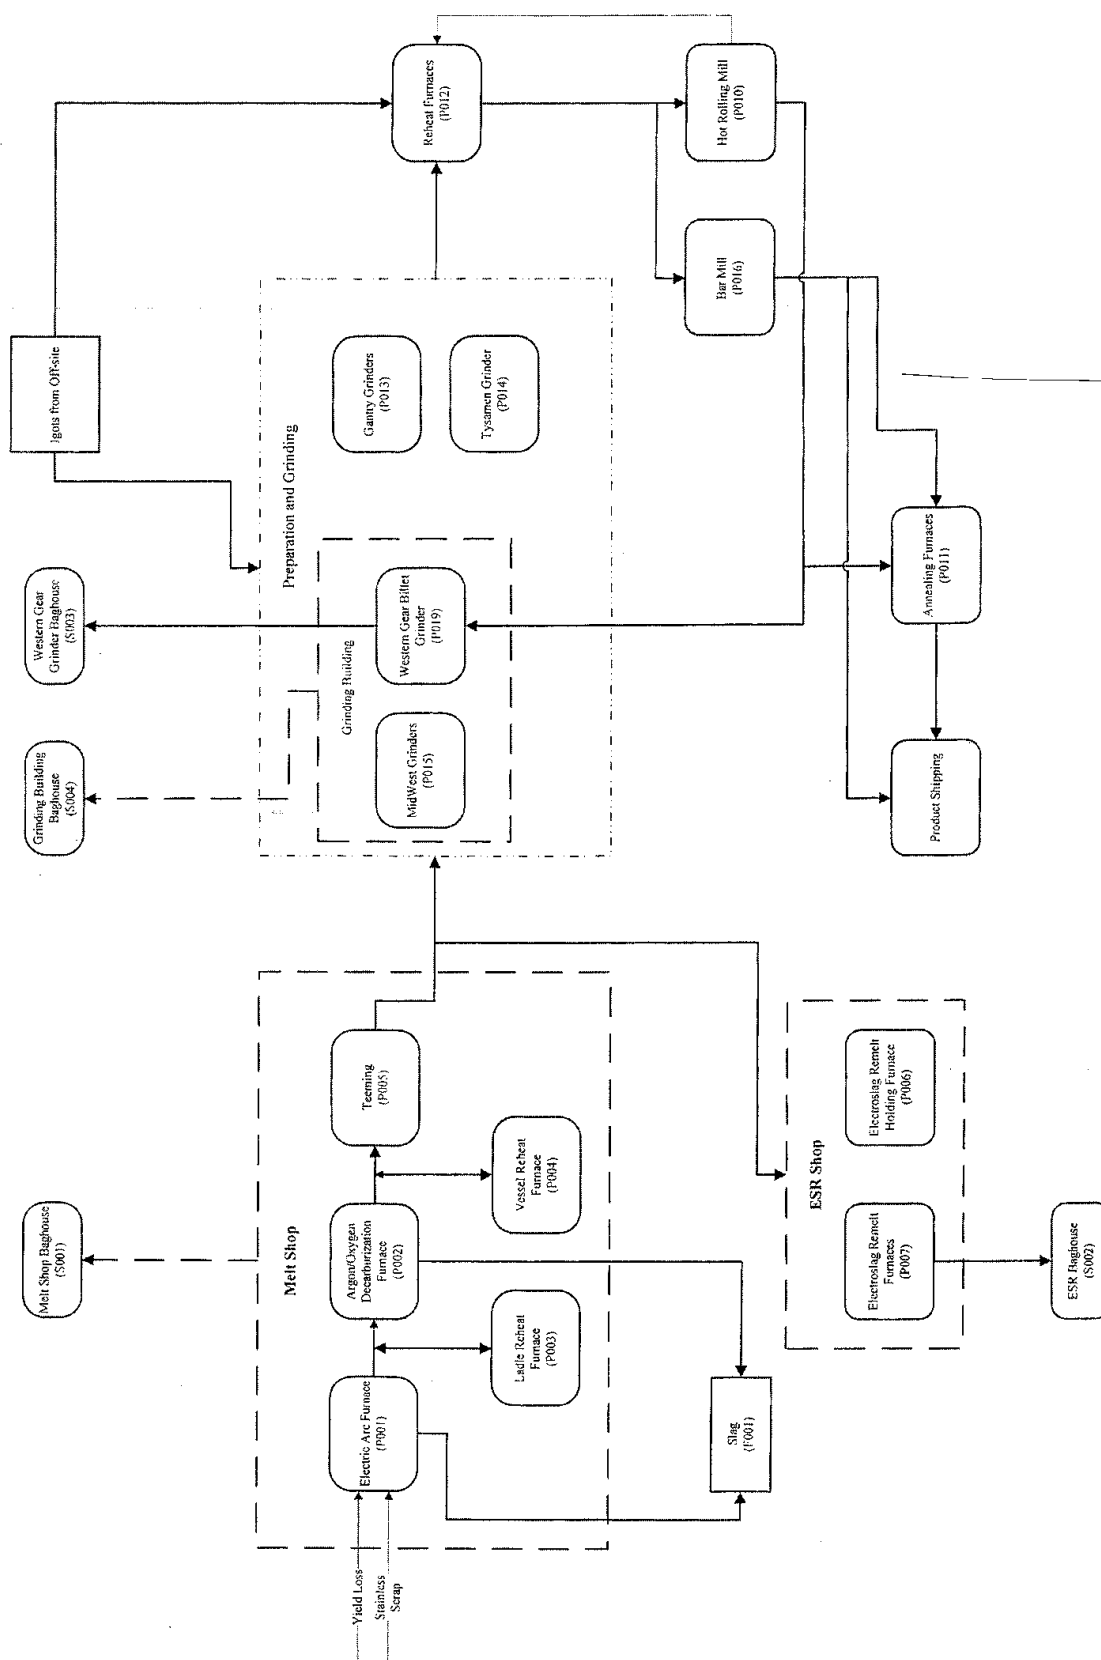 Yield Loss
Stainless
Scrap
Melt Shop Baghouse
(S001)
Melt Shop
Electric Arc Furnace
(P001)
Argon/Oxygen
Decarburization
Furnace
(P002)
Teeming
(P005)
Ladle Reheat
Furnace
(P003)
Vessel Reheat
Furnace
(P004)
Slag
(F001)
ESR Shop
Electroslag Remelt
Furnaces
(P007)
Electroslag Remelt
Holding Furnace
(P006)
ESR Baghouse
(S002)
Grinding Building
Baghouse
(S004)
Western Gear
Grinder Baghouse
(S003)
Ingots from Off-site
Preparation and Grinding
Grinding Building
MidWest Grinders
(P015)
Western Gear Billet
Grinder
(P019)
Gantry Grinders
(P013)
Tysamen Grinder
(P014)
Reheat Furnaces
(P012)
Bar Mill
(P016)
Hot Rolling Mill
(P010)
Product Shipping
Annealing Furnaces
(P011)